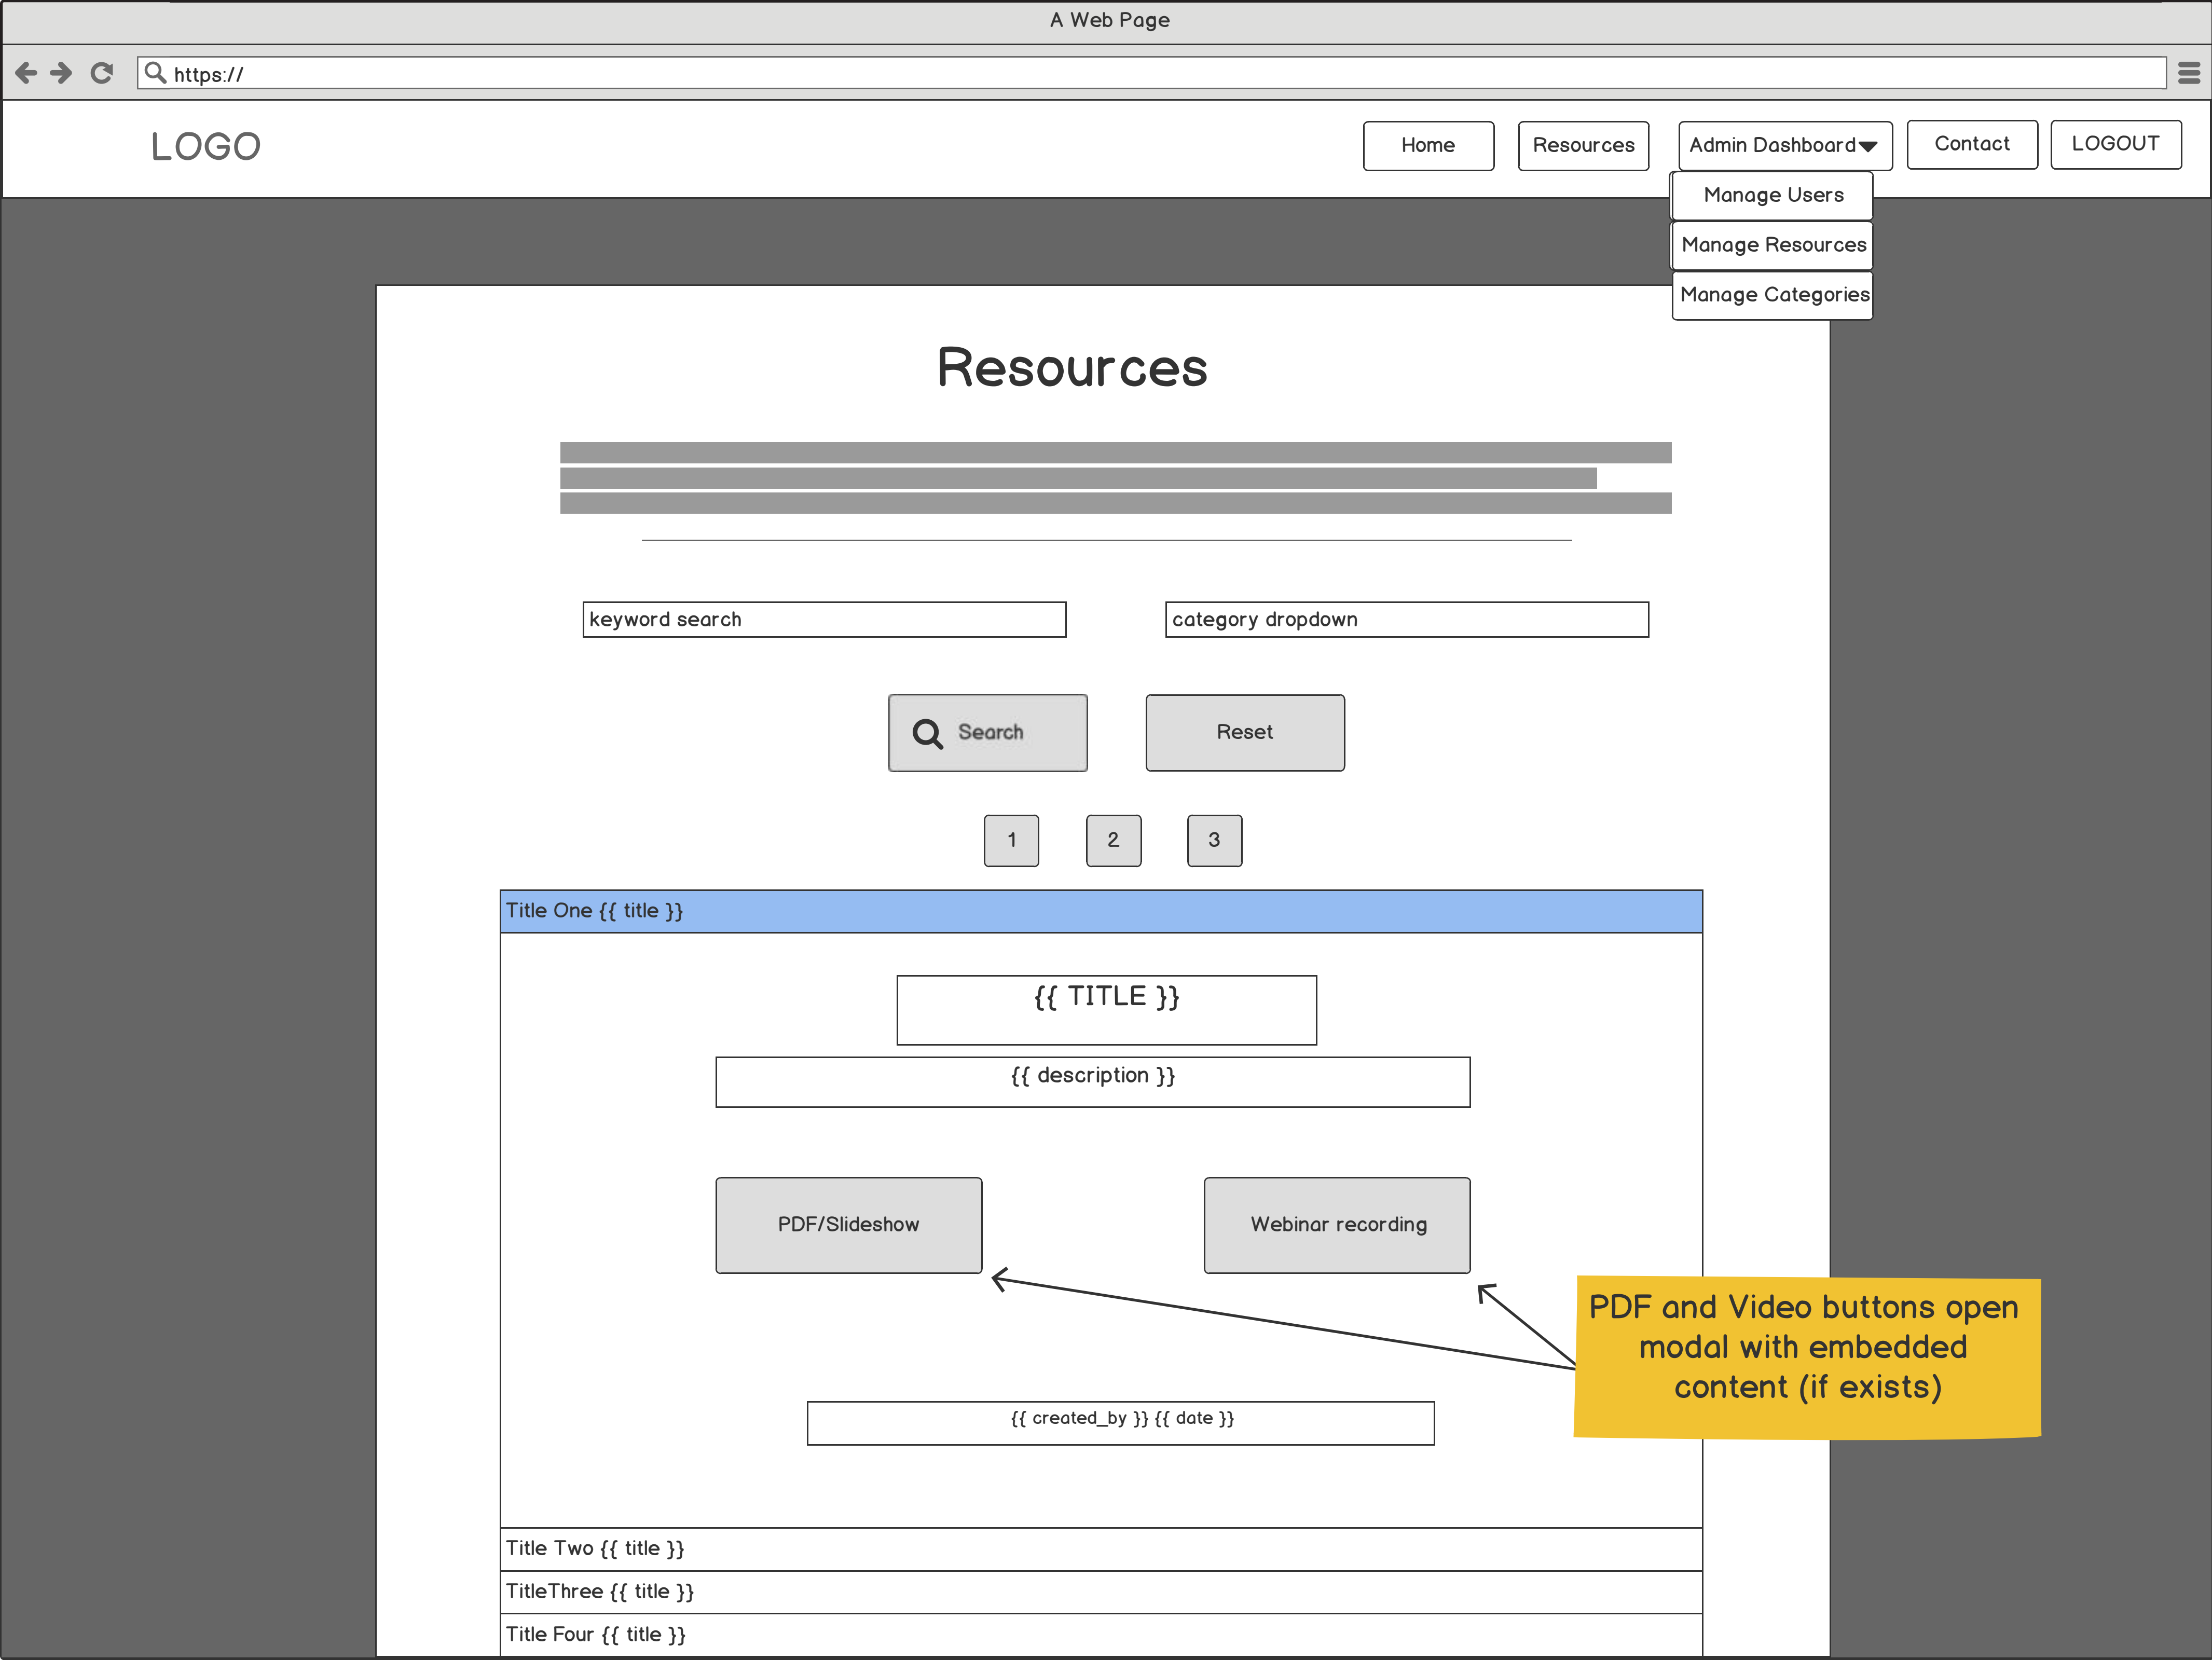 A Web Page
https://
LOGO
Home
Resources
Admin Dashboard
Contact
LOGOUT
Manage Users
Manage Resources
Manage Categories
Resources
keyword search
category dropdown
Search
Reset
1
2
3
Title One {{ title }}
{{ TITLE }}
{{ description }}
PDF/Slideshow
Webinar recording
PDF and Video buttons open
modal with embedded
content (if exists)
{{ created_by }} {{ date }}
Title Two {{ title }}
TitleThree {{ title }}
Title Four {{ title }}